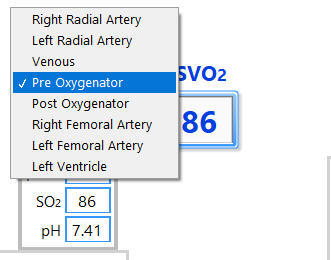 Right Radial Artery
Left Radial Artery
Venous
✓ Pre Oxygenator
Post Oxygenator
Right Femoral Artery
Left Femoral Artery
Left Ventricle
SVO2
86
SO2 86
pH 7.41